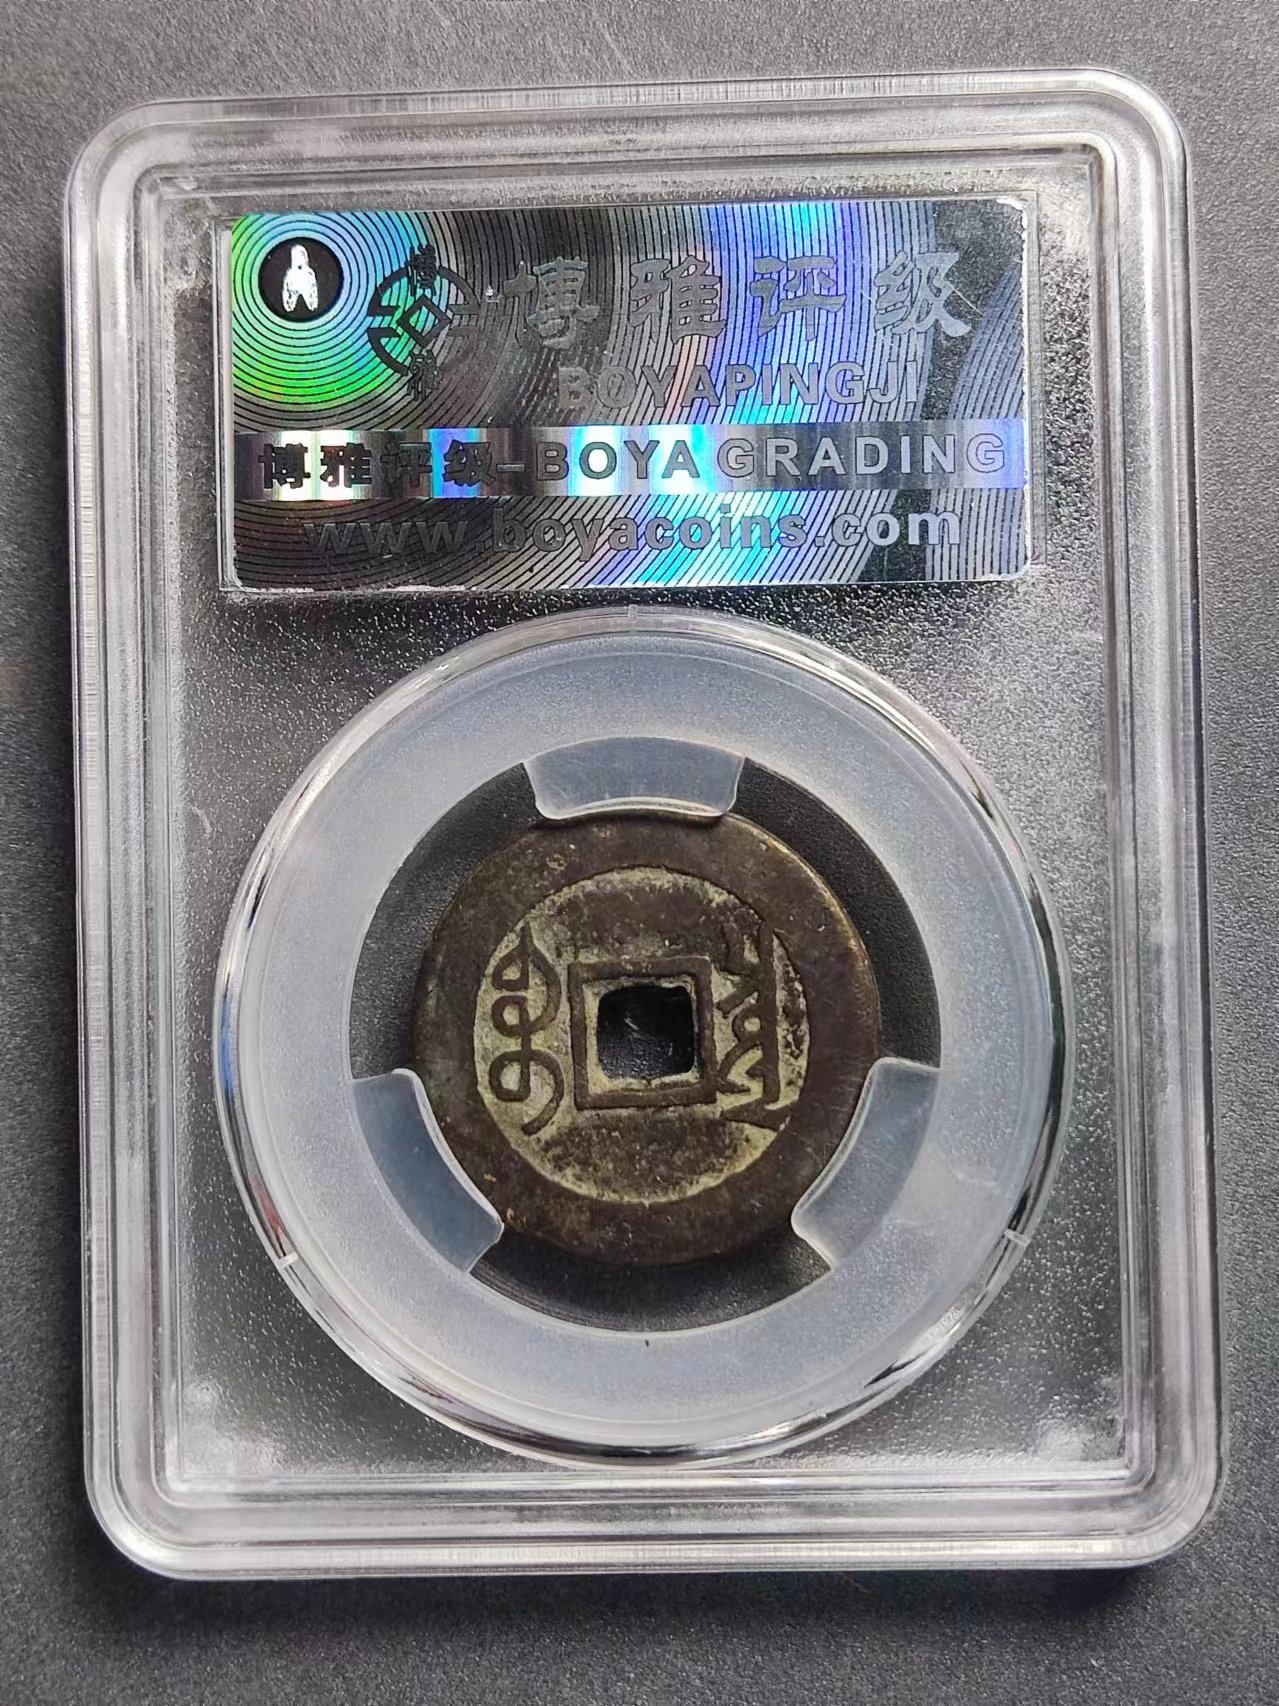 博雅评级
BOYAPINGJI
博雅评级-BOYA GRADING
www.boyacoins.com